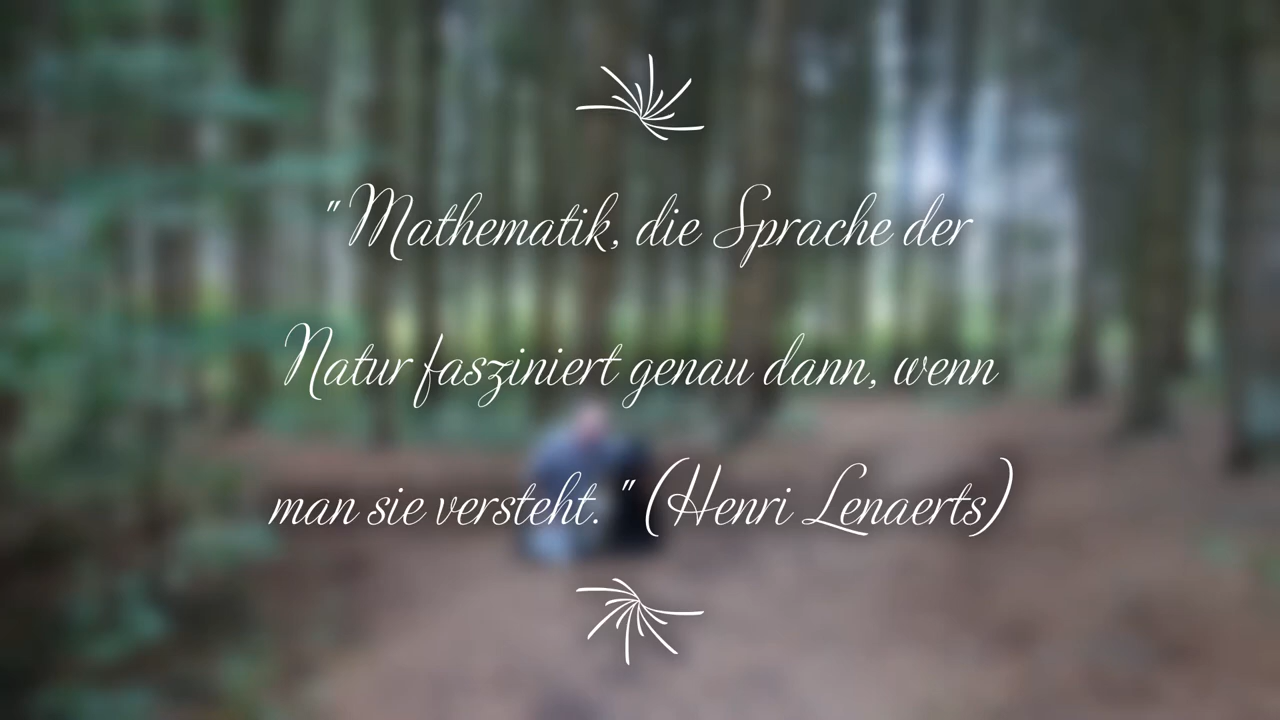 "Mathematik, die Sprache der
Natur fasziniert genau dann, wenn
man sie versteht." (Henri Lenaerts)